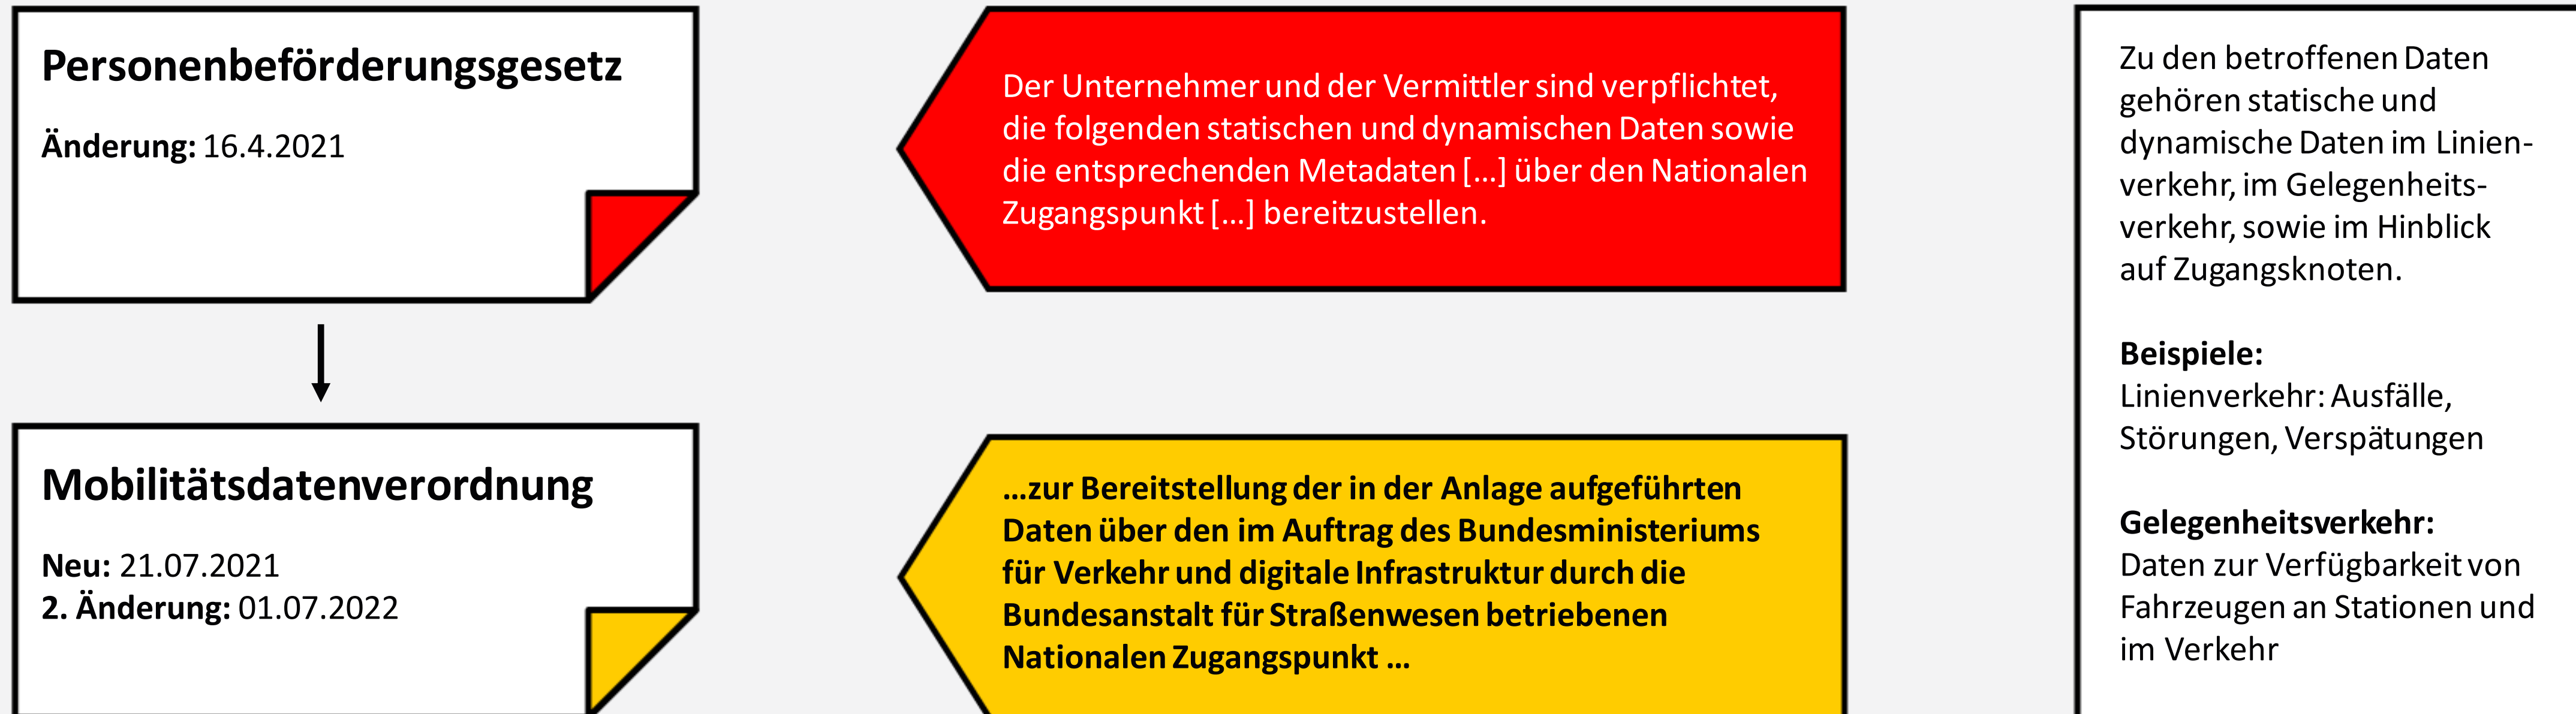 Personenbeförderungsgesetz
Änderung: 16.4.2021
Der Unternehmer und der Vermittler sind verpflichtet,
die folgenden statischen und dynamischen Daten sowie
die entsprechenden Metadaten […] über den Nationalen
Zugangspunkt […] bereitzustellen.
Mobilitätsdatenverordnung
Neu: 21.07.2021
2. Änderung: 01.07.2022
…zur Bereitstellung der in der Anlage aufgeführten
Daten über den im Auftrag des Bundesministeriums
für Verkehr und digitale Infrastruktur durch die
Bundesanstalt für Straßenwesen betriebenen
Nationalen Zugangspunkt …
Zu den betroffenen Daten
gehören statische und
dynamische Daten im Linien-
verkehr, im Gelegenheits-
verkehr, sowie im Hinblick
auf Zugangsknoten.
Beispiele:
Linienverkehr: Ausfälle,
Störungen, Verspätungen
Gelegenheitsverkehr:
Daten zur Verfügbarkeit von
Fahrzeugen an Stationen und
im Verkehr